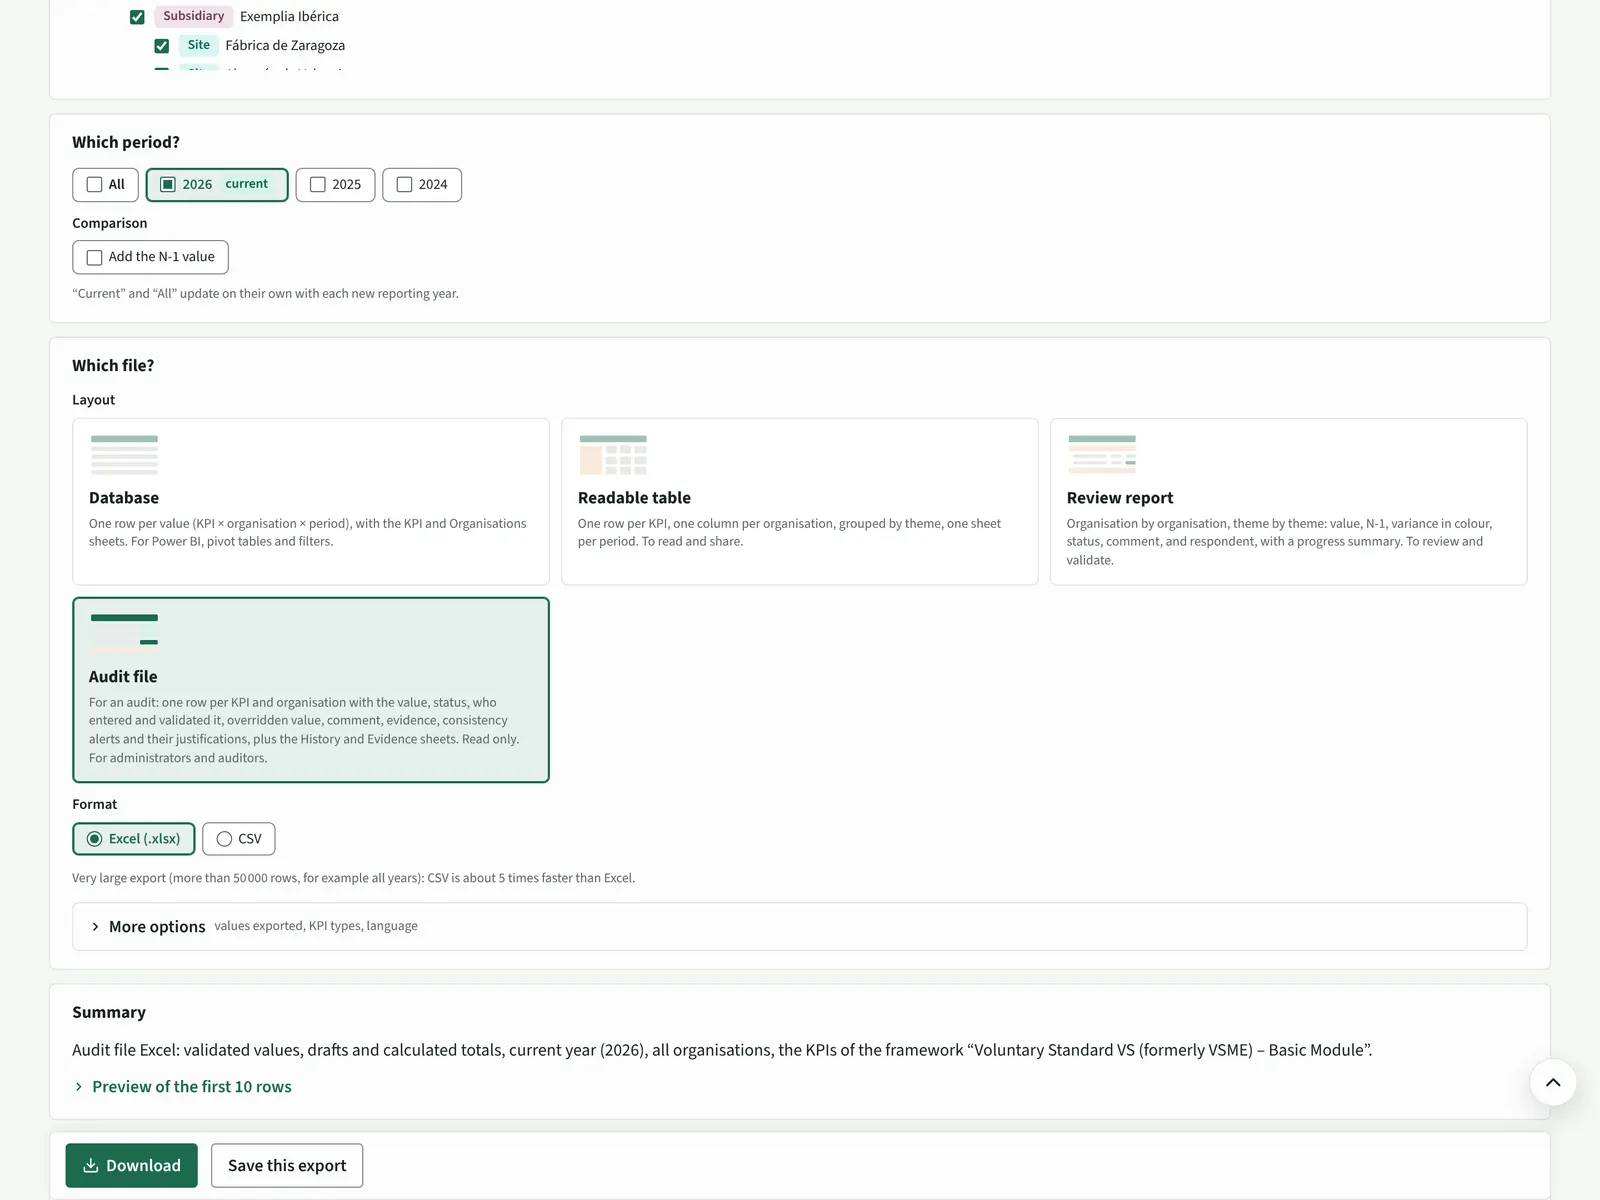 Subsidiary Exemplia Ibérica
Site Fábrica de Zaragoza
Which period?
All
2026 current
2025
2024
Comparison
Add the N-1 value
“Current” and “All” update on their own with each new reporting year.
Which file?
Layout
Database
One row per value (KPI × organisation × period), with the KPI and Organisations
sheets. For Power BI, pivot tables and filters.
Readable table
One row per KPI, one column per organisation, grouped by theme, one sheet
per period. To read and share.
Review report
Organisation by organisation, theme by theme: value, N-1, variance in colour,
status, comment, and respondent, with a progress summary. To review and
validate.
Audit file
For an audit: one row per KPI and organisation with the value, status, who
entered and validated it, overridden value, comment, evidence, consistency
alerts and their justifications, plus the History and Evidence sheets. Read only.
For administrators and auditors.
Format
Excel (.xlsx)
CSV
Very large export (more than 50 000 rows, for example all years): CSV is about 5 times faster than Excel.
More options values exported, KPI types, language
Summary
Audit file Excel: validated values, drafts and calculated totals, current year (2026), all organisations, the KPIs of the framework “Voluntary Standard VS (formerly VSME) – Basic Module”.
Preview of the first 10 rows
Download
Save this export